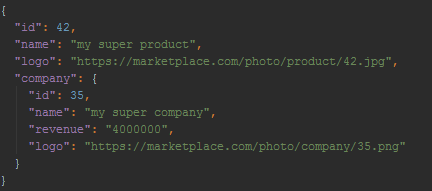 {
  "id": 42,
  "name": "my super product",
  "logo": "https://marketplace.com/photo/product/42.jpg",
  "company": {
    "id": 35,
    "name": "my super company",
    "revenue": "4000000",
    "logo": "https://marketplace.com/photo/company/35.png"
  }
}